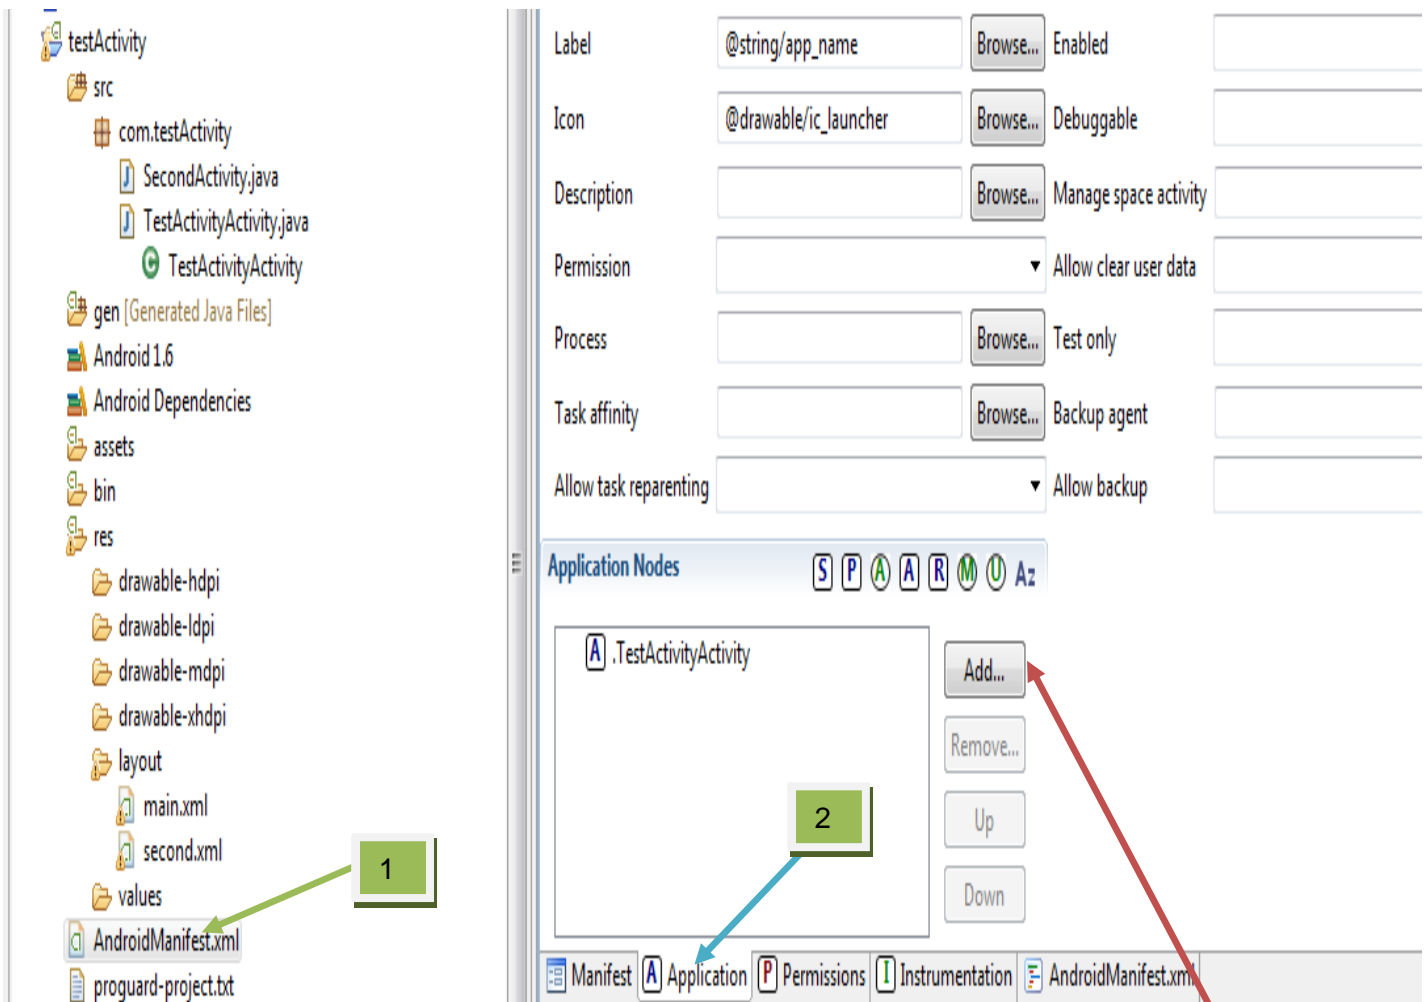 testActivity
src
com.testActivity
SecondActivity.java
TestActivityActivity.java
TestActivityActivity
gen [Generated Java Files]
Android 1.6
Android Dependencies
assets
bin
res
drawable-hdpi
drawable-ldpi
drawable-mdpi
drawable-xhdpi
layout
main.xml
second.xml
values
AndroidManifest.xml
proguard-project.txt
1
Label @string/app_name Browse... Enabled
Icon @drawable/ic_launcher Browse... Debuggable
Description Browse... Manage space activity
Permission Allow clear user data
Process Browse... Test only
Task affinity Browse... Backup agent
Allow task reparenting Allow backup
Application Nodes S P A A R M U Az
A .TestActivityActivity
Add...
Remove...
Up
Down
2
Manifest A Application P Permissions I Instrumentation AndroidManifest.xml